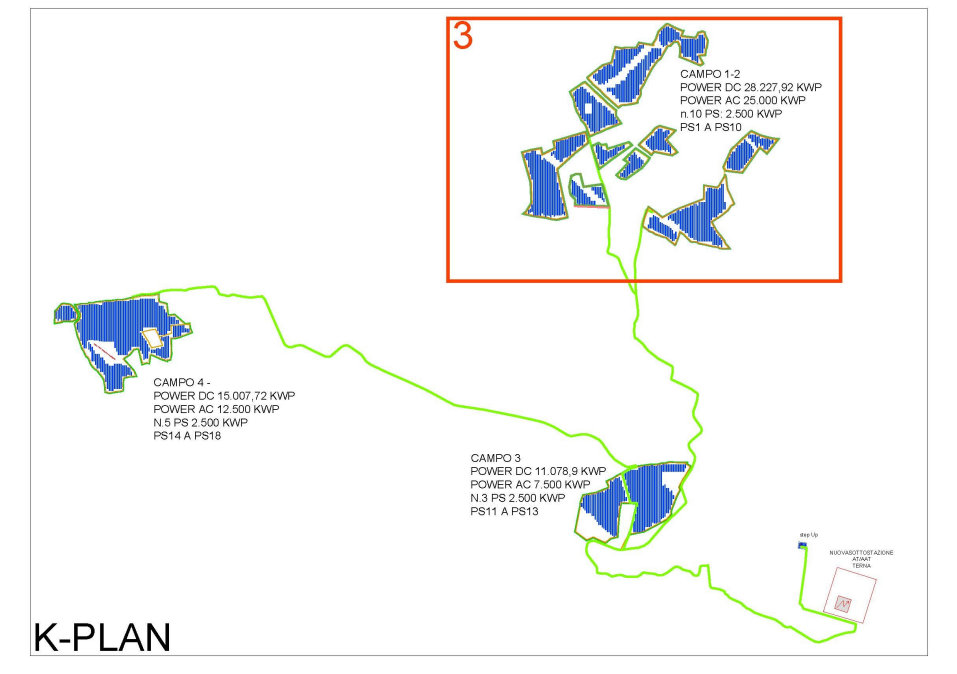 3
CAMPO 1-2
POWER DC 28.227,92 KWP
POWER AC 25.000 KWP
n.10 PS: 2.500 KWP
PS1 A PS10
CAMPO 4 -
POWER DC 15.007,72 KWP
POWER AC 12.500 KWP
N.5 PS 2.500 KWP
PS14 A PS18
CAMPO 3
POWER DC 11.078,9 KWP
POWER AC 7.500 KWP
N.3 PS 2.500 KWP
PS11 A PS13
step Up
NUOVASOTTOSTAZIONE
AT/AAT
TERNA
K-PLAN